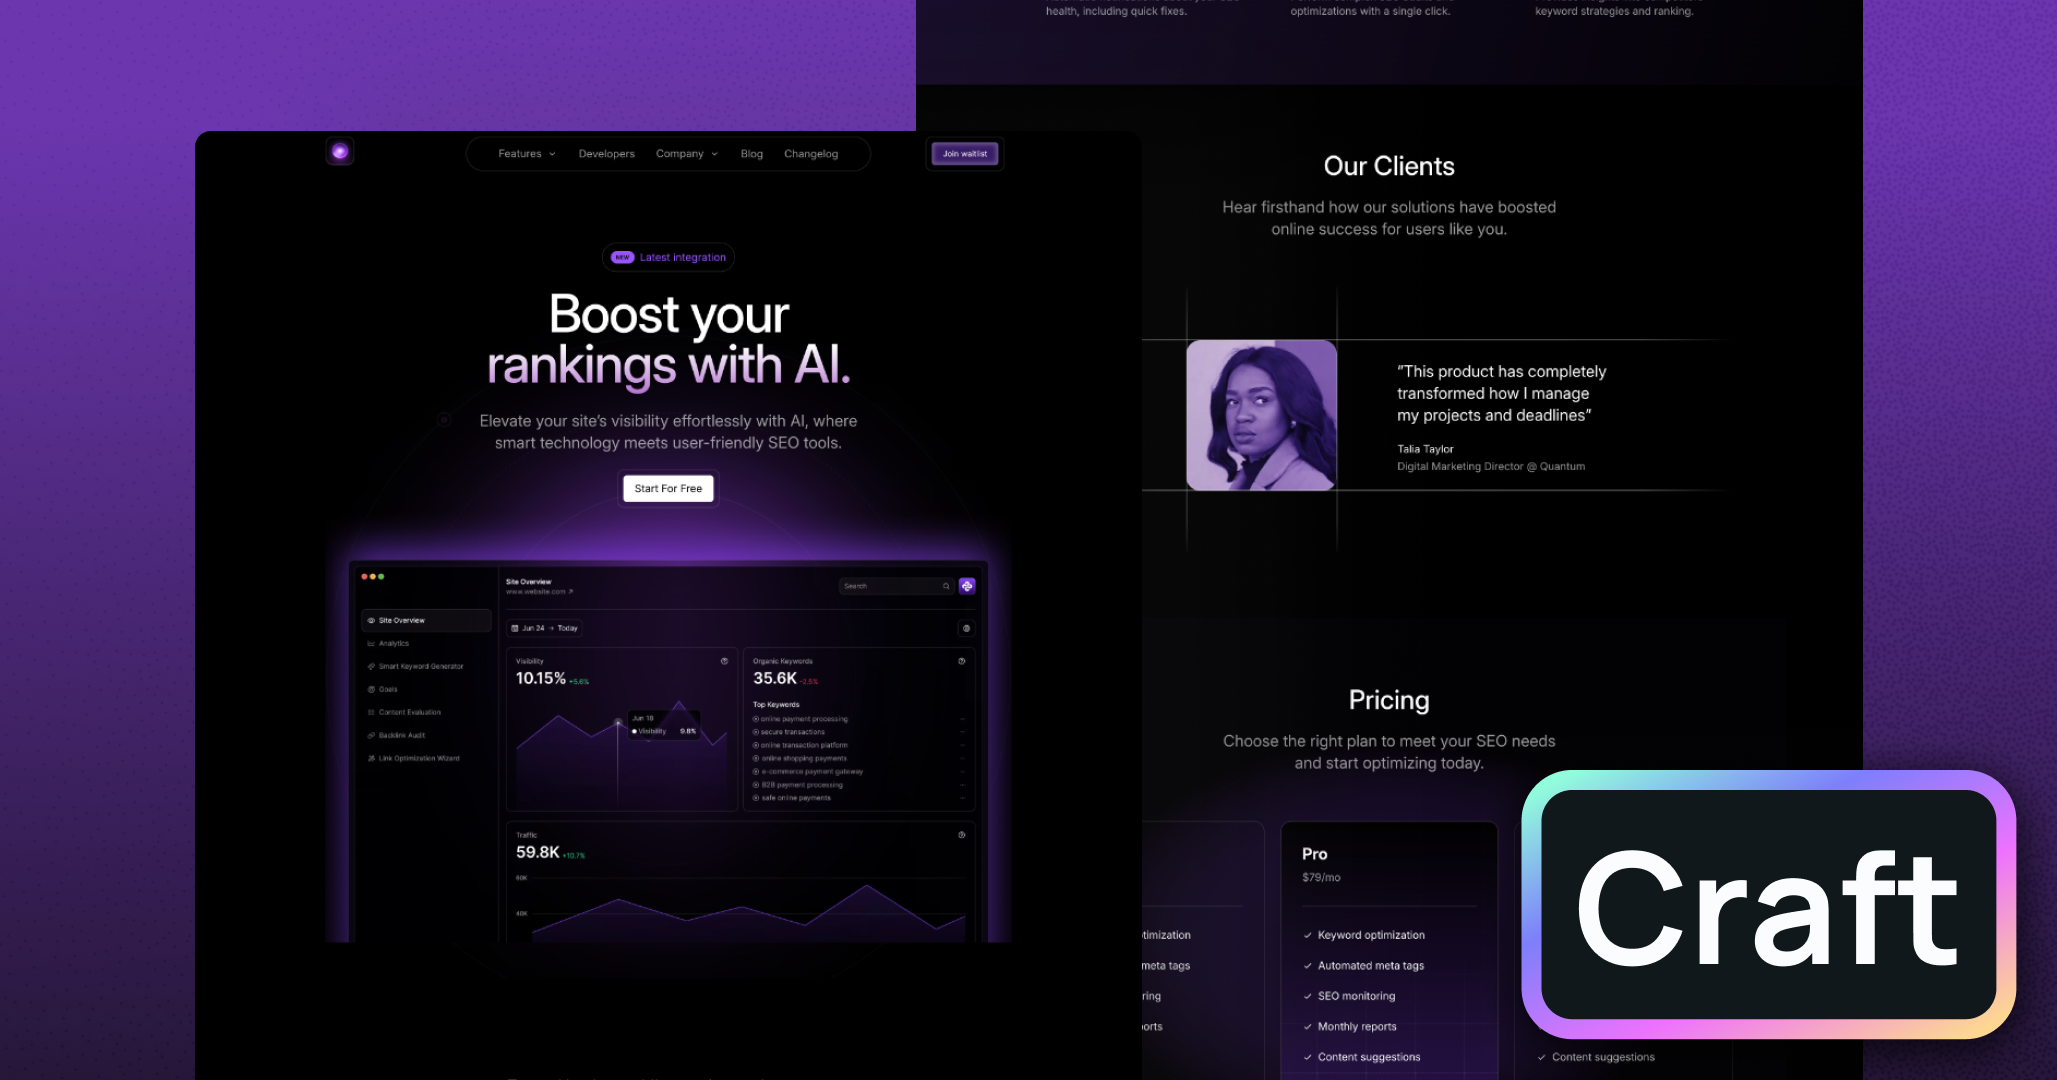 health, including quick fixes.
optimizations with a single click.
keyword strategies and ranking.
Features
Developers
Company
Blog
Changelog
Join waitlist
NEW
Latest integration
Boost your
rankings with AI.
Elevate your site's visibility effortlessly with AI, where
smart technology meets user-friendly SEO tools.
Start For Free
Site Overview
www.website.com
Search
Site Overview
Analytics
Smart Keyword Generator
Goals
Content Evaluation
Backlink Audit
Link Optimization Wizard
Jun 24 → Today
Visibility
10.15% +5.6%
Jun 18
Visibility 9.8%
Organic Keywords
35.6K -2.5%
Top Keywords
online payment processing
secure transactions
online transaction platform
online shopping payments
e-commerce payment gateway
B2B payment processing
safe online payments
Traffic
59.8K +10.7%
60K
40K
Our Clients
Hear firsthand how our solutions have boosted
online success for users like you.
"This product has completely
transformed how I manage
my projects and deadlines"
Talia Taylor
Digital Marketing Director @ Quantum
Pricing
Choose the right plan to meet your SEO needs
and start optimizing today.
timization
meta tags
ring
orts
Pro
$79/mo
Keyword optimization
Automated meta tags
SEO monitoring
Monthly reports
Content suggestions
Content suggestions
Craft